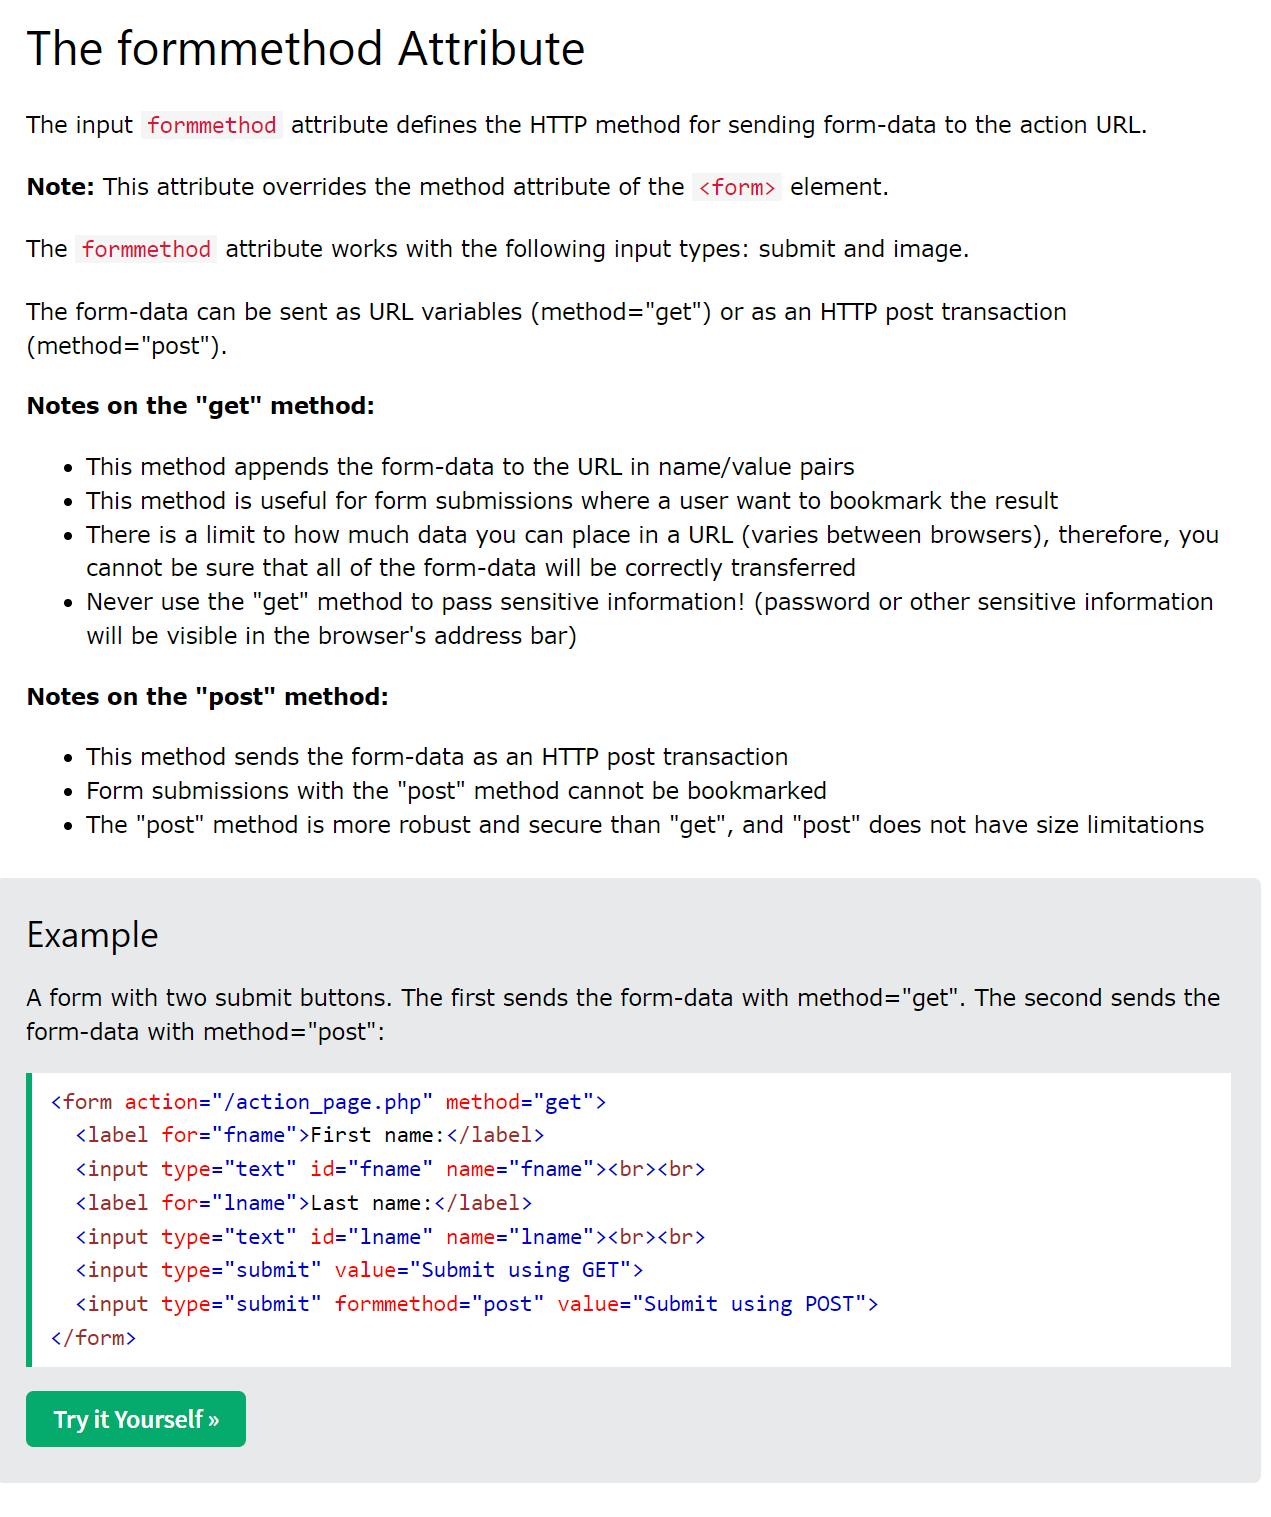 The formmethod Attribute
The input formmethod attribute defines the HTTP method for sending form-data to the action URL.
Note: This attribute overrides the method attribute of the <form> element.
The formmethod attribute works with the following input types: submit and image.
The form-data can be sent as URL variables (method="get") or as an HTTP post transaction
(method="post").
Notes on the "get" method:
• This method appends the form-data to the URL in name/value pairs
• This method is useful for form submissions where a user want to bookmark the result
• There is a limit to how much data you can place in a URL (varies between browsers), therefore, you
cannot be sure that all of the form-data will be correctly transferred
• Never use the "get" method to pass sensitive information! (password or other sensitive information
will be visible in the browser's address bar)
Notes on the "post" method:
• This method sends the form-data as an HTTP post transaction
• Form submissions with the "post" method cannot be bookmarked
• The "post" method is more robust and secure than "get", and "post" does not have size limitations
Example
A form with two submit buttons. The first sends the form-data with method="get". The second sends the
form-data with method="post":
<form action="/action_page.php" method="get">
  <label for="fname">First name:</label>
  <input type="text" id="fname" name="fname"><br><br>
  <label for="lname">Last name:</label>
  <input type="text" id="lname" name="lname"><br><br>
  <input type="submit" value="Submit using GET">
  <input type="submit" formmethod="post" value="Submit using POST">
</form>
Try it Yourself »